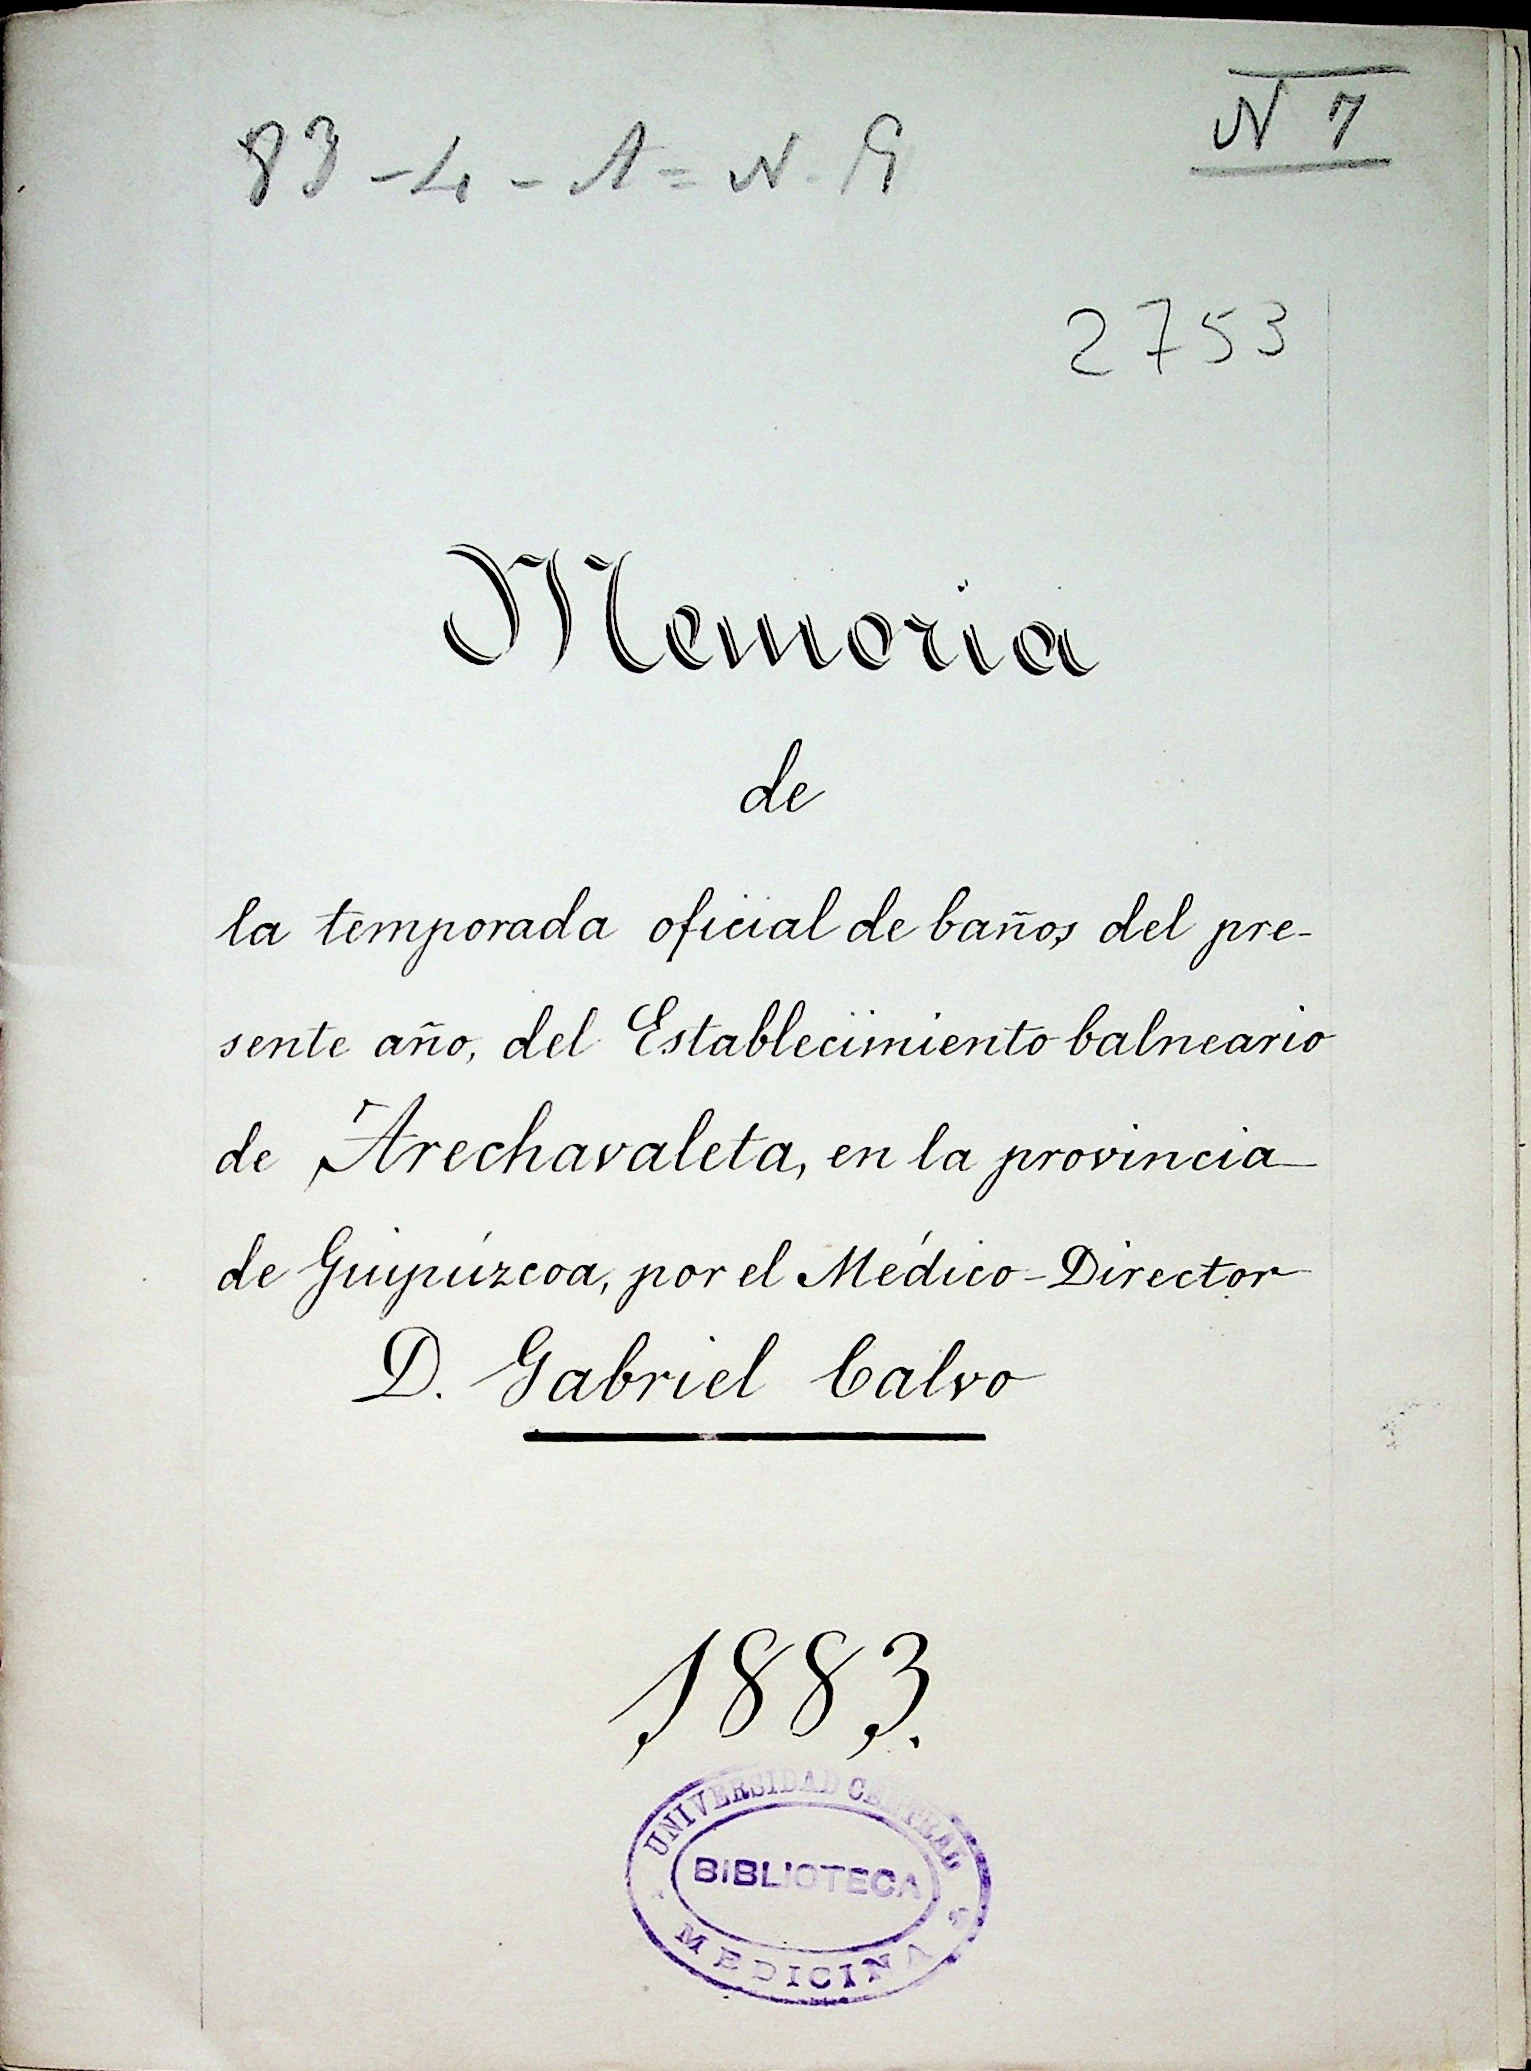 N 7
83-4-A=N.9
2753
Memoria
de
la temporada oficial de baños del pre-
sente año, del Establecimiento balneario
de Arechavaleta, en la provincia
de Guipúzcoa, por el Médico-Director
D. Gabriel Calvo
1883.
UNIVERSIDAD CENTRAL
BIBLIOTECA
MEDICINA